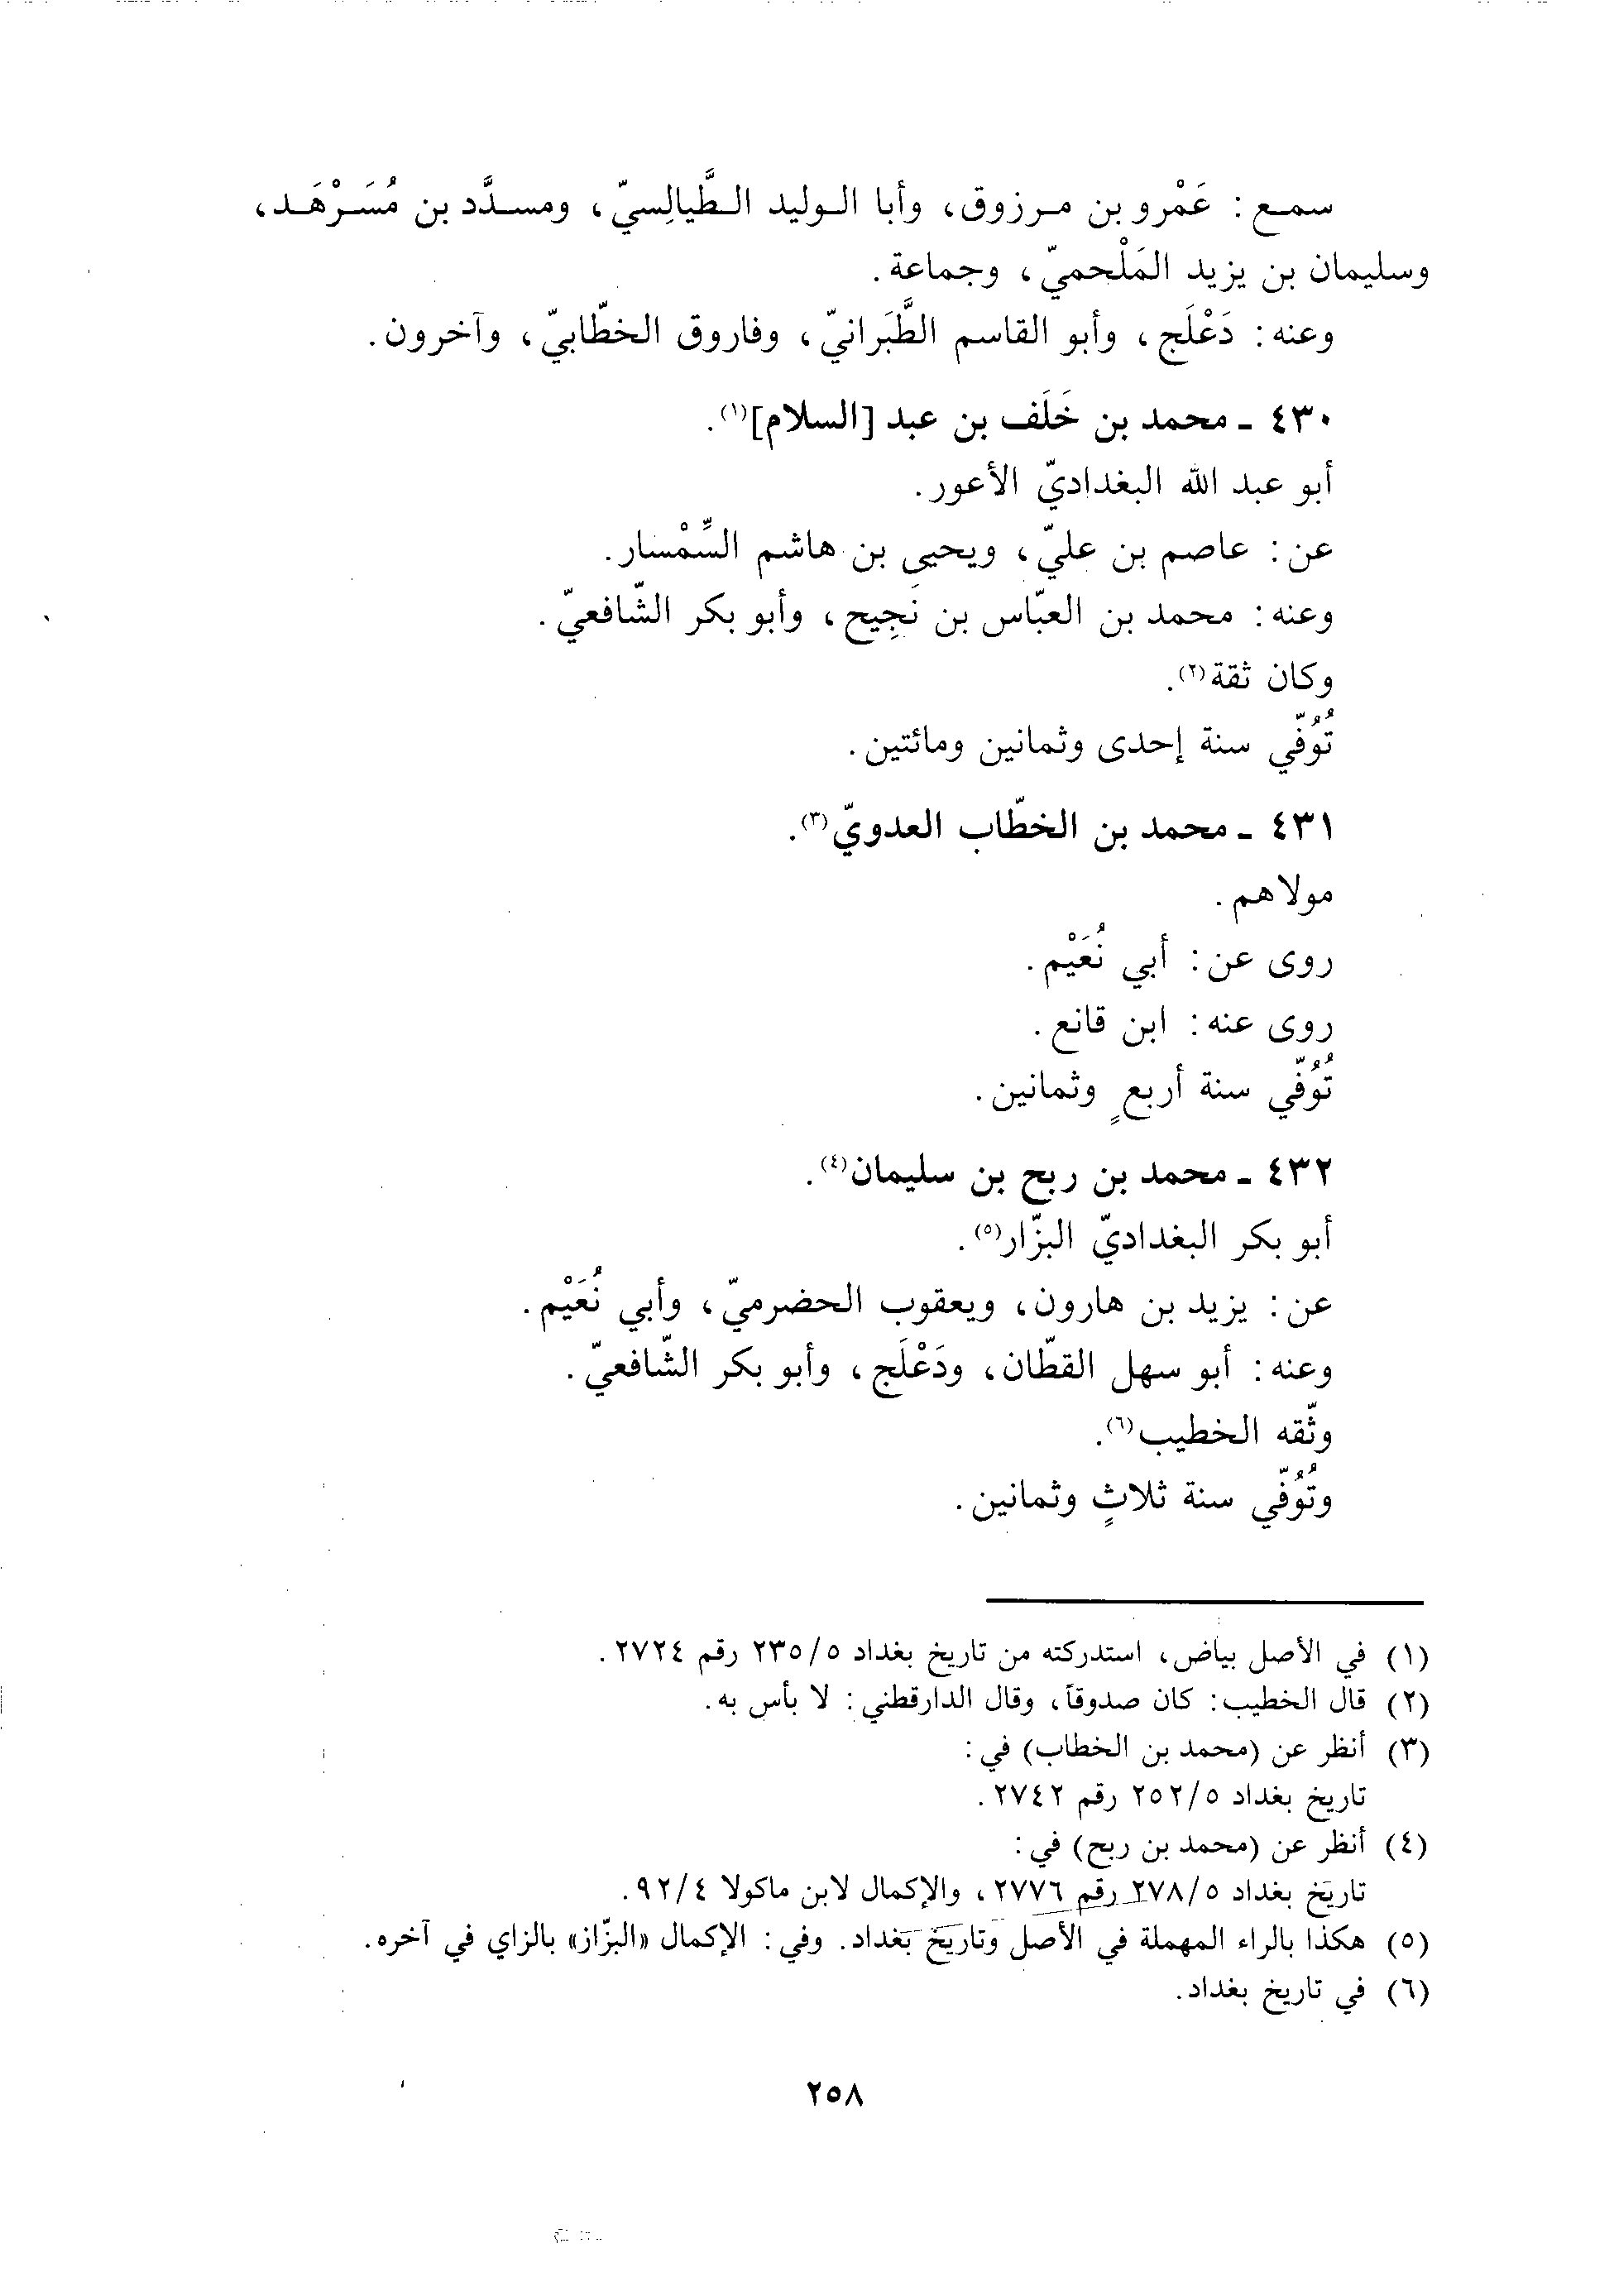 سمع: عَمْرو بن مرزوق، وأبا الوليد الطَّيالِسيّ، ومسدَّد بن مُسَرْهَد،
وسليمان بن يزيد المَلْحميّ، وجماعة.
وعنه: دَعْلَج، وأبو القاسم الطَّبَرانيّ، وفاروق الخطّابيّ، وآخرون.
٤٣٠ - محمد بن خَلَف بن عبد [السلام](١).
أبو عبد الله البغداديّ الأعور.
عن: عاصم بن عليّ، ويحيى بن هاشم السِّمْسار.
وعنه: محمد بن العبّاس بن نَجِيح، وأبو بكر الشّافعيّ.
وكان ثقة(٢).
تُوُفّي سنة إحدى وثمانين ومائتين.
٤٣١ - محمد بن الخطّاب العدويّ(٣).
مولاهم.
روى عن: أبي نُعَيْم.
روى عنه: ابن قانع.
تُوُفّي سنة أربعٍ وثمانين.
٤٣٢ - محمد بن ربح بن سليمان(٤).
أبو بكر البغداديّ البزّار(٥).
عن: يزيد بن هارون، ويعقوب الحضرميّ، وأبي نُعَيْم.
وعنه: أبو سهل القطّان، ودَعْلَج، وأبو بكر الشّافعيّ.
وثّقه الخطيب(٦).
وتُوُفّي سنة ثلاثٍ وثمانين.
(١) في الأصل بياض، استدركته من تاريخ بغداد ٢٣٥/٥ رقم ٢٧٢٤.
(٢) قال الخطيب: كان صدوقاً، وقال الدارقطني: لا بأس به.
(٣) أنظر عن (محمد بن الخطاب) في:
تاريخ بغداد ٢٥٢/٥ رقم ٢٧٤٢.
(٤) أنظر عن (محمد بن ربح) في:
تاريخ بغداد ٢٧٨/٥ رقم ٢٧٧٦، والإكمال لابن ماكولا ٩٢/٤.
(٥) هكذا بالراء المهملة في الأصل وتاريخ بغداد. وفي: الإكمال «البزّاز» بالزاي في آخره.
(٦) في تاريخ بغداد.
٢٥٨